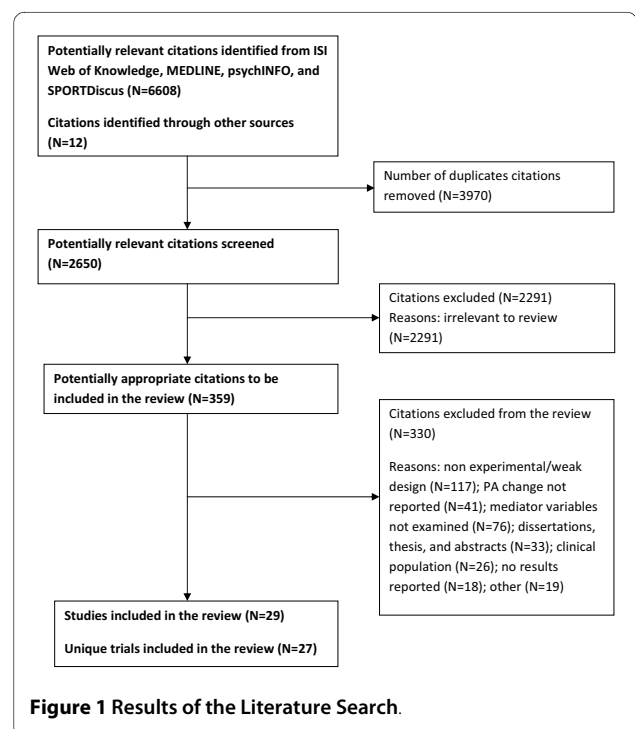 Potentially relevant citations identified from ISI
Web of Knowledge, MEDLINE, psychINFO, and
SPORTDiscus (N=6608)
Citations identified through other sources
(N=12)
Number of duplicates citations
removed (N=3970)
Potentially relevant citations screened
(N=2650)
Citations excluded (N=2291)
Reasons: irrelevant to review
(N=2291)
Potentially appropriate citations to be
included in the review (N=359)
Citations excluded from the review
(N=330)
Reasons: non experimental/weak
design (N=117); PA change not
reported (N=41); mediator variables
not examined (N=76); dissertations,
thesis, and abstracts (N=33); clinical
population (N=26); no results
reported (N=18); other (N=19)
Studies included in the review (N=29)
Unique trials included in the review (N=27)
Figure 1 Results of the Literature Search.